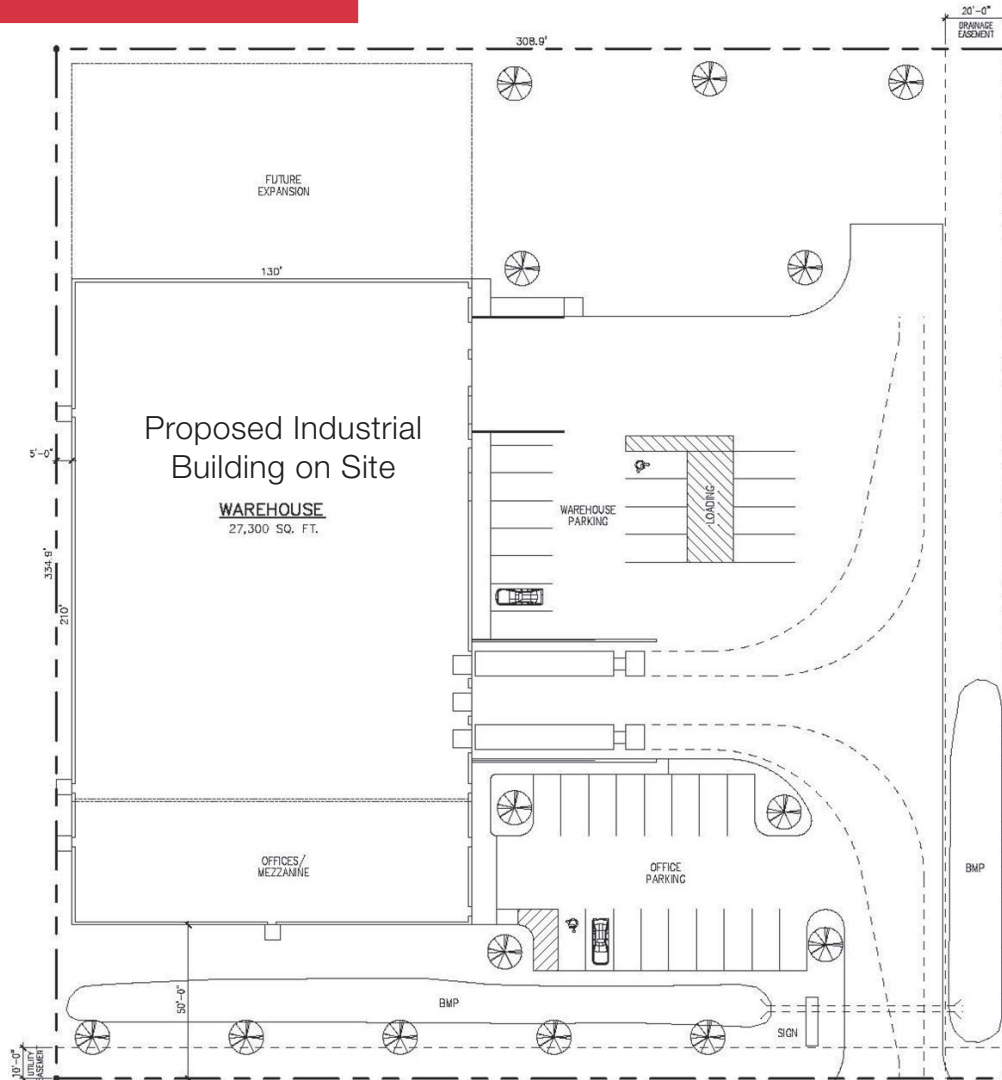 20'-0"
DRAINAGE
EASEMENT
308.9'
FUTURE
EXPANSION
130'
Proposed Industrial
Building on Site
WAREHOUSE
27,300 SQ. FT.
5'-0"
334.9'
210'
WAREHOUSE
PARKING
LOADING
OFFICES/
MEZZANINE
OFFICE
PARKING
BMP
50'-0"
BMP
SIGN
10'-0"
UTILITY
EASEMENT